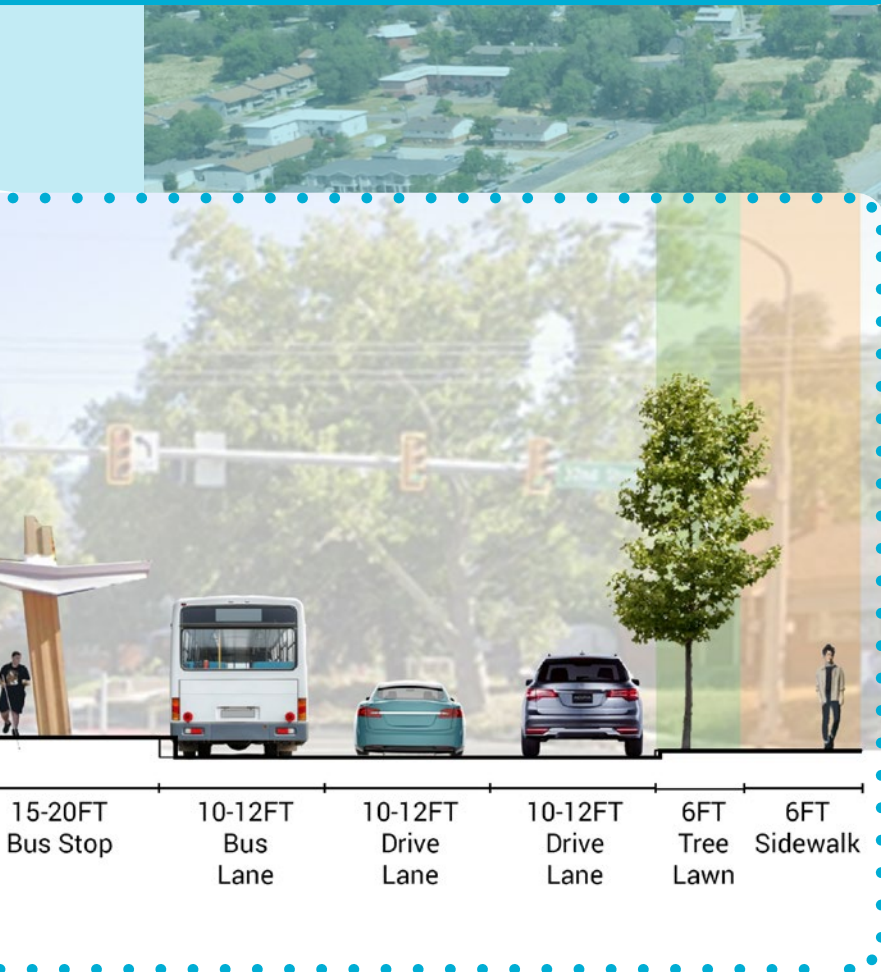 15-20FT
Bus Stop
10-12FT
Bus
Lane
10-12FT
Drive
Lane
10-12FT
Drive
Lane
6FT
Tree
Lawn
6FT
Sidewalk